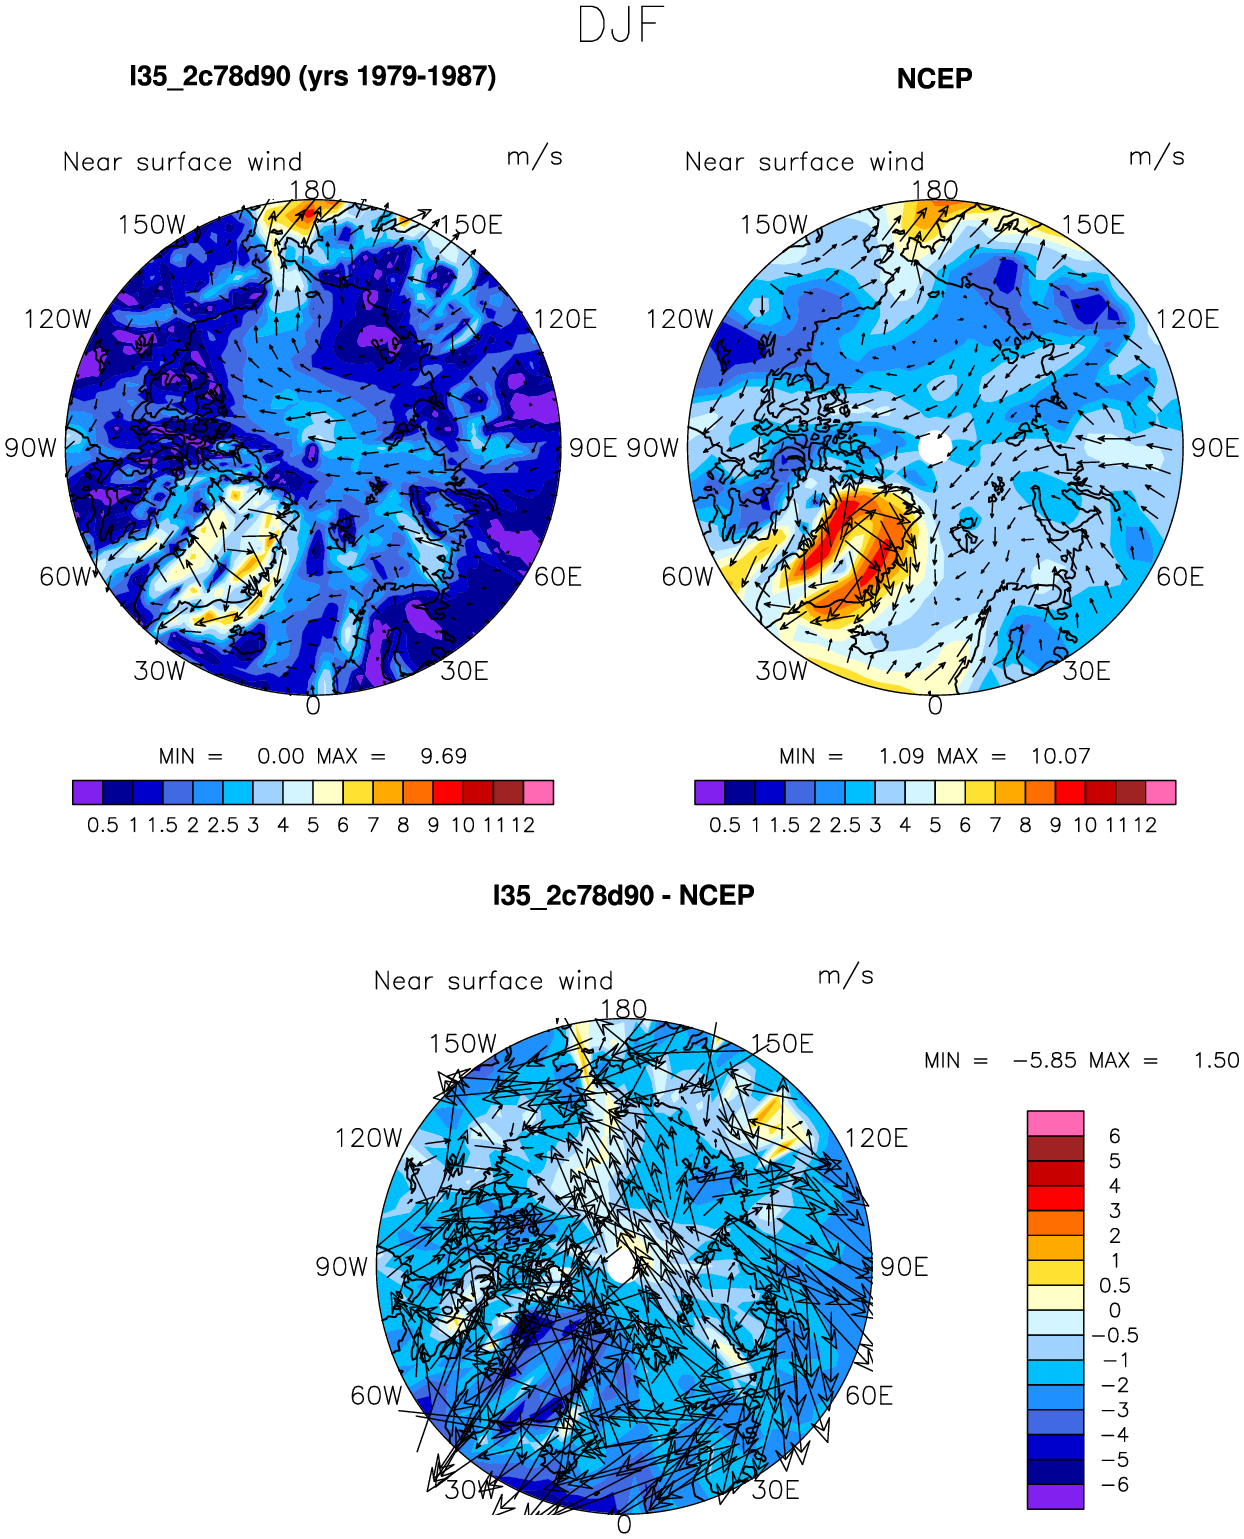 DJF
I35_2c78d90 (yrs 1979-1987)
NCEP
Near surface wind m/s
Near surface wind m/s
180
150W 150E
120W 120E
90W 90E
60W 60E
30W 30E
0
180
150W 150E
120W 120E
90W 90E
60W 60E
30W 30E
0
MIN = 0.00 MAX = 9.69
MIN = 1.09 MAX = 10.07
0.5 1 1.5 2 2.5 3 4 5 6 7 8 9 10 11 12
0.5 1 1.5 2 2.5 3 4 5 6 7 8 9 10 11 12
I35_2c78d90 - NCEP
Near surface wind m/s
180
150W 150E
120W 120E
90W 90E
60W 60E
30W 30E
0
MIN = -5.85 MAX = 1.50
6
5
4
3
2
1
0.5
0
-0.5
-1
-2
-3
-4
-5
-6